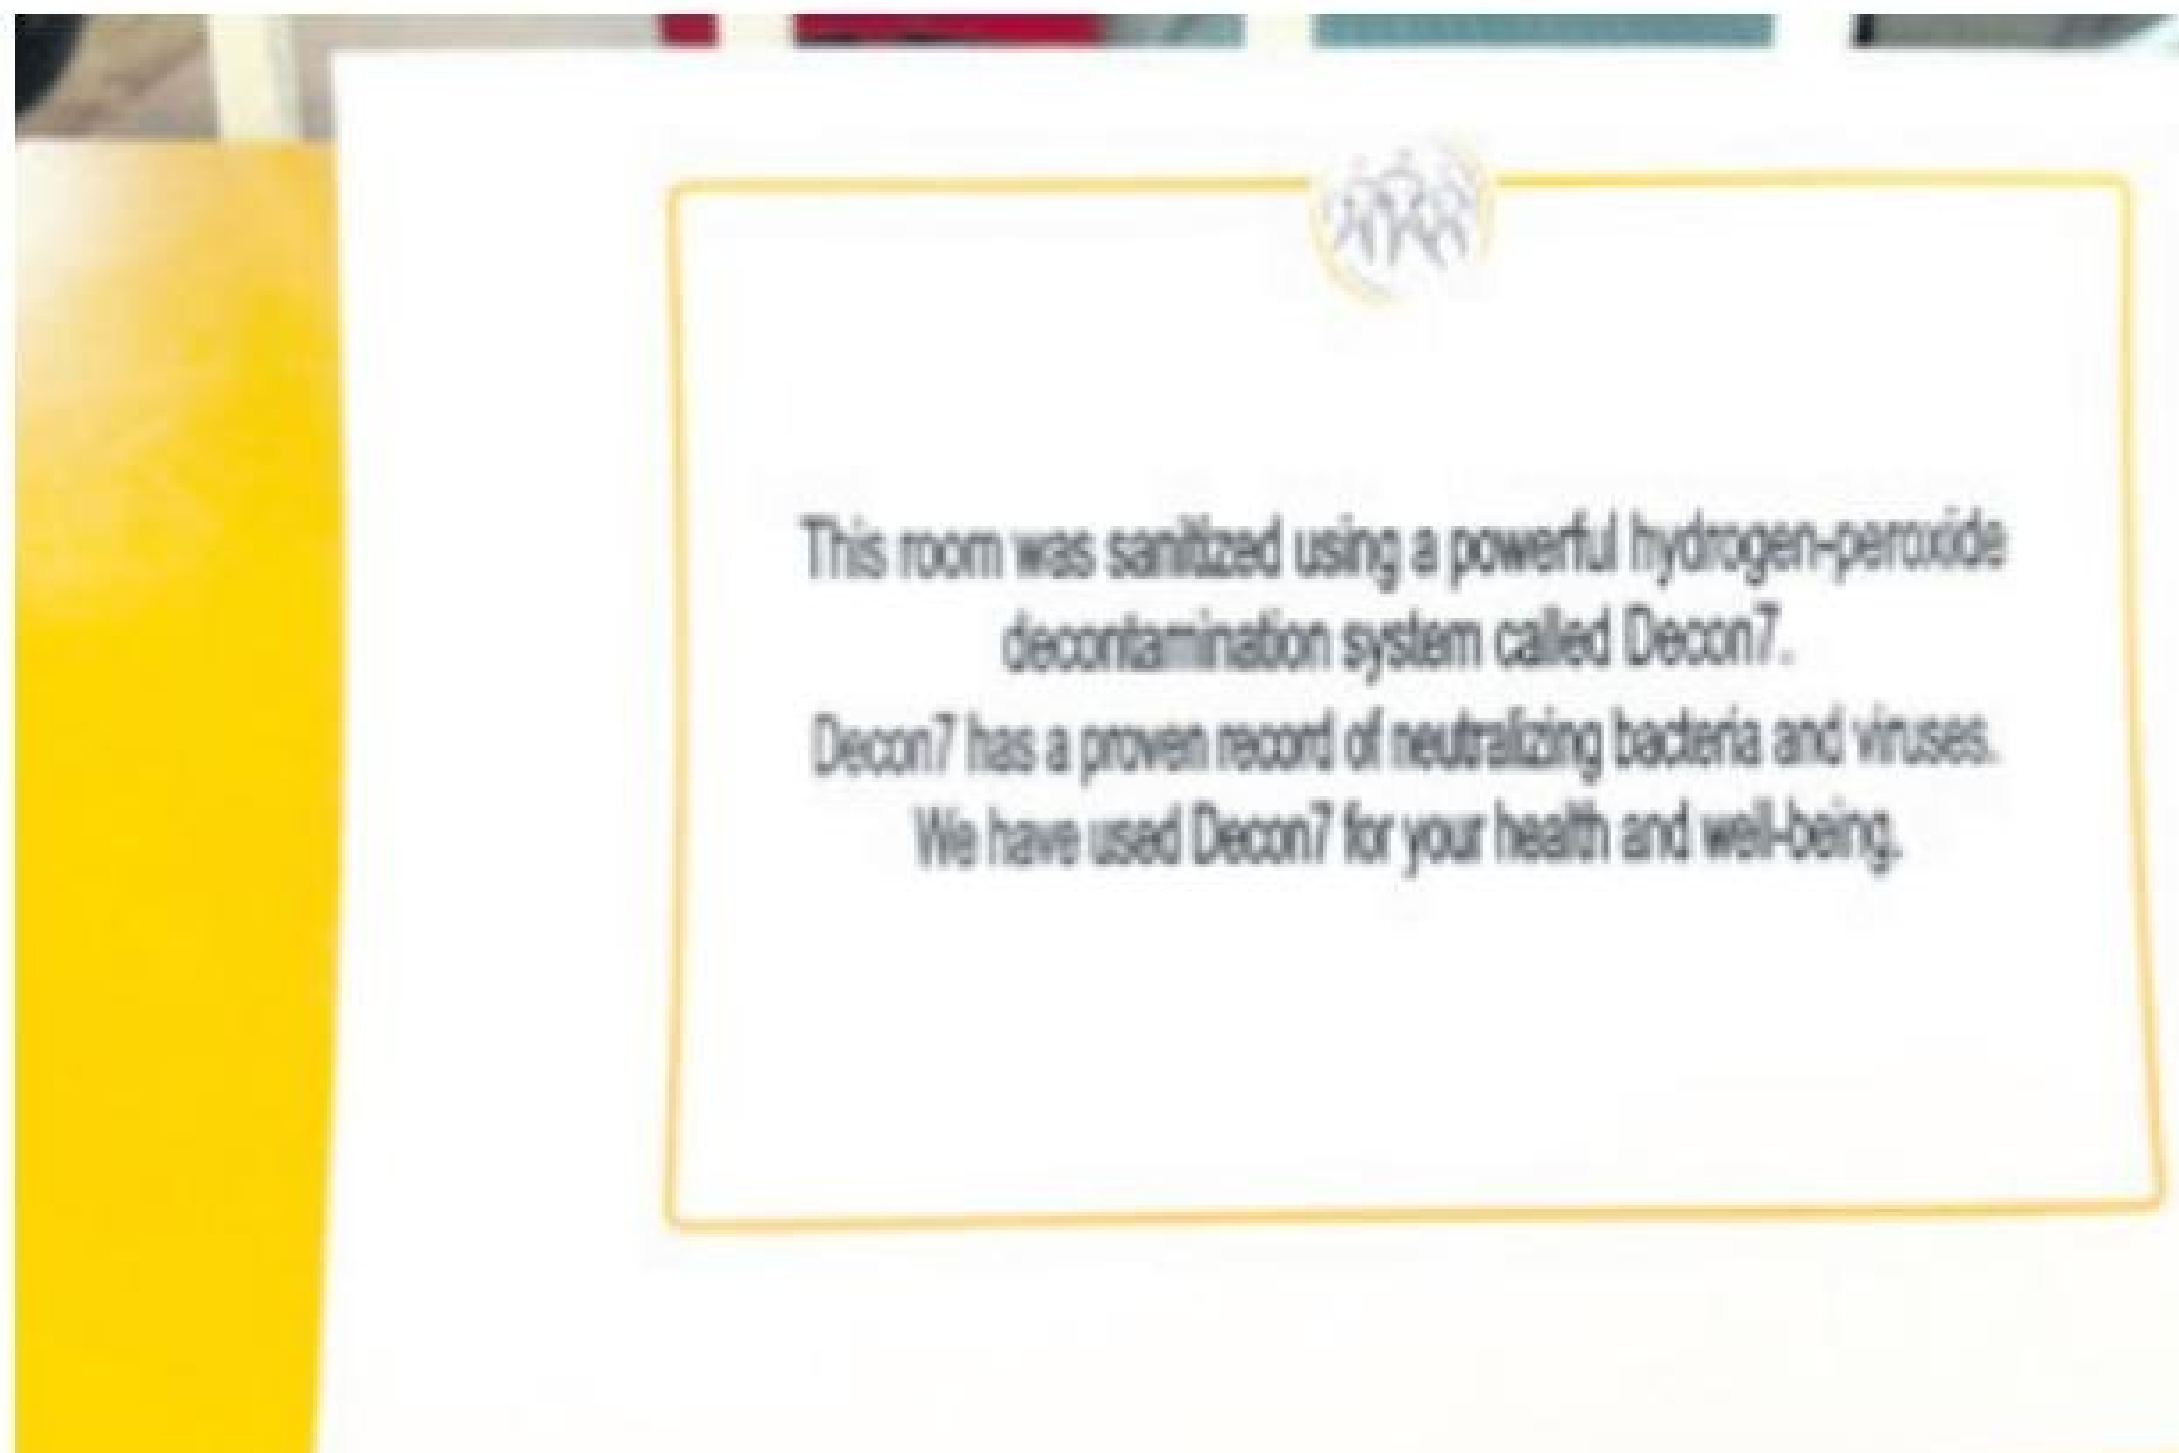 This room was sanitized using a powerful hydrogen-peroxide
decontamination system called Decon7.
Decon7 has a proven record of neutralizing bacteria and viruses.
We have used Decon7 for your health and well-being.